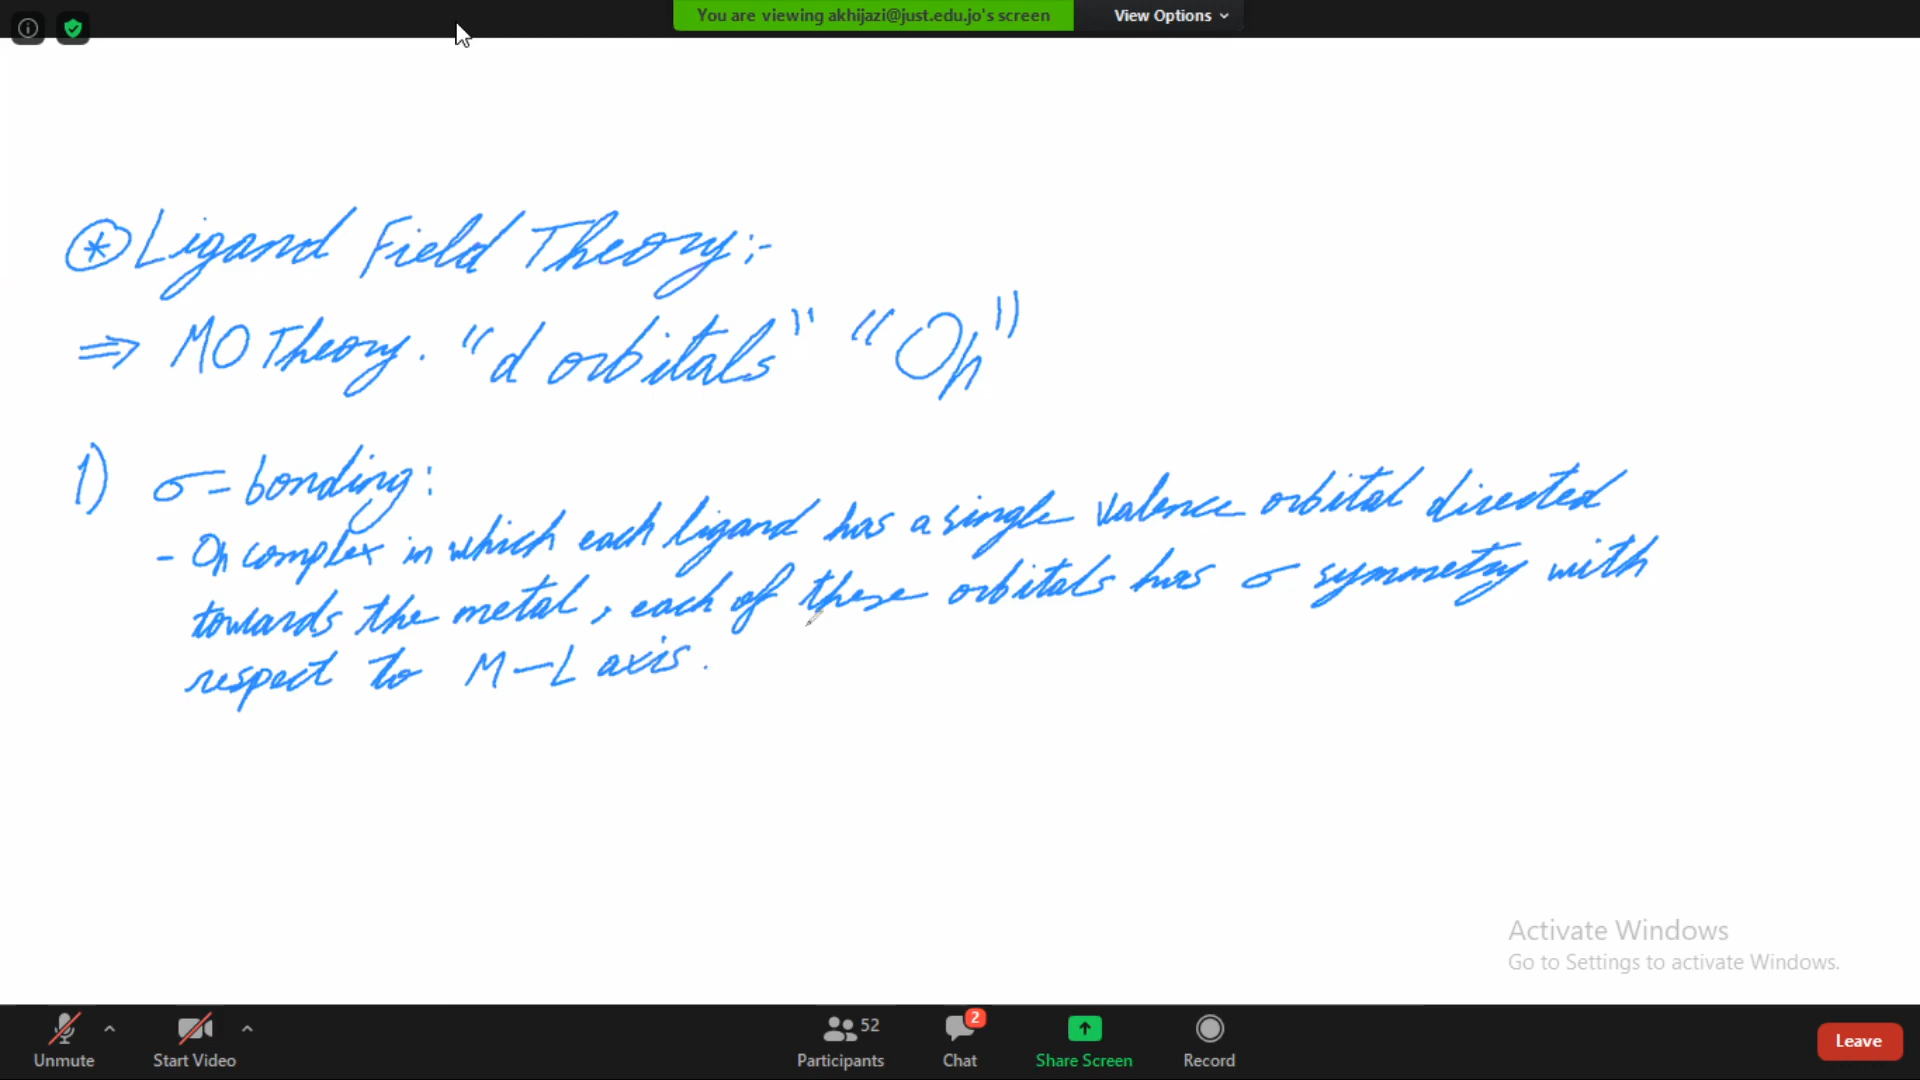 You are viewing akhijazi@just.edu.jo's screen
View Options
⊛ Ligand Field Theory:-
⇒ MO Theory. "d orbitals" "Oh"
1) σ-bonding:
- Oh complex in which each ligand has a single valence orbital directed
towards the metal, each of these orbitals has σ symmetry with
respect to M-L axis.
Activate Windows
Go to Settings to activate Windows.
Unmute
Start Video
52
Participants
2
Chat
Share Screen
Record
Leave